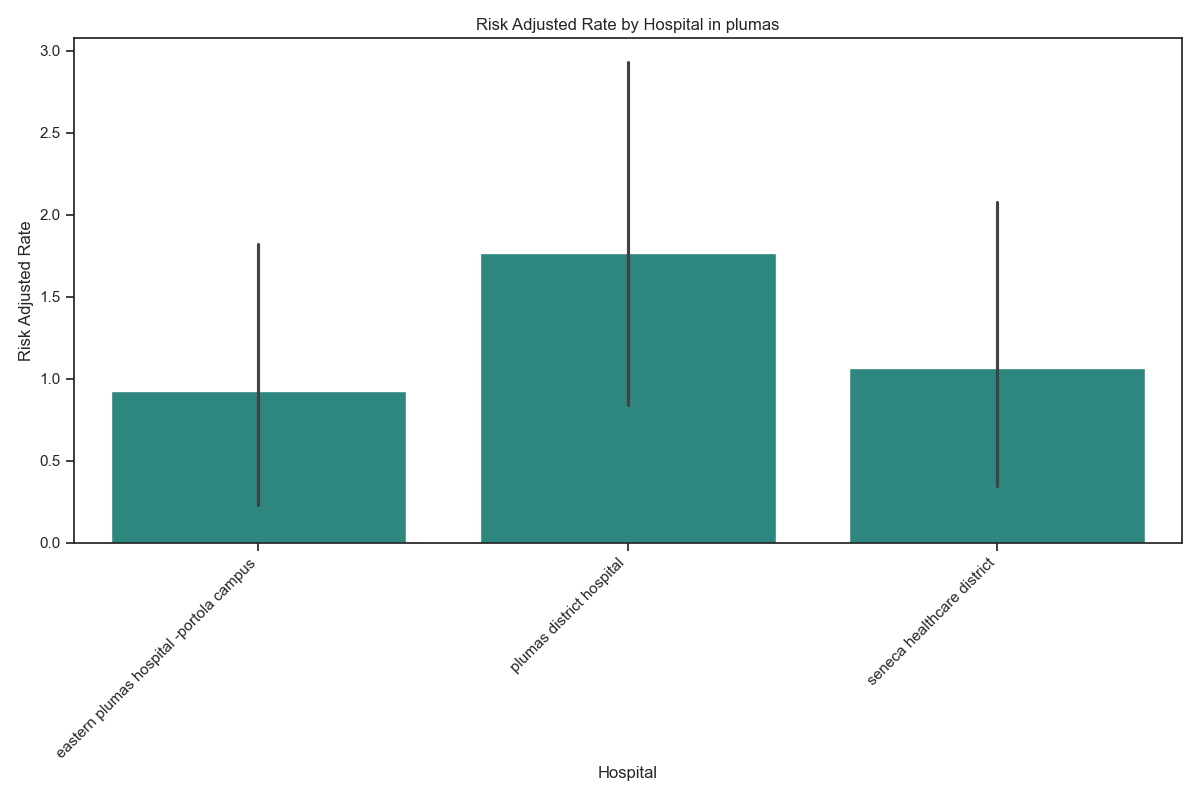 Risk Adjusted Rate by Hospital in plumas
3.0
2.5
2.0
1.5
1.0
0.5
0.0
Risk Adjusted Rate
eastern plumas hospital -portola campus
plumas district hospital
seneca healthcare district
Hospital